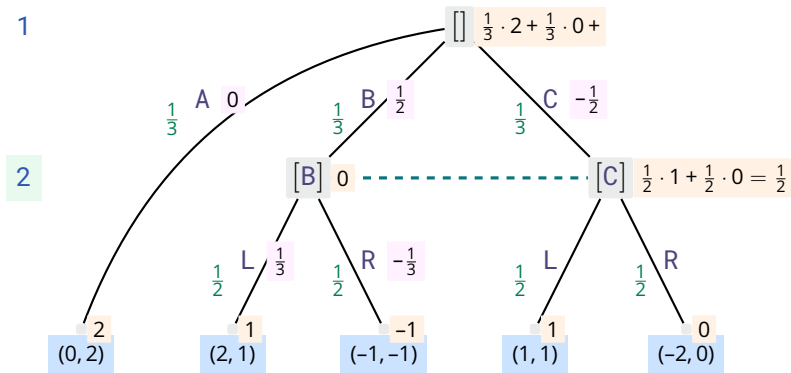 1 [] 1/3 · 2 + 1/3 · 0 +
A 0 B 1/2 C −1/2
1/3 1/3 1/3
2 [B] 0 [C] 1/2 · 1 + 1/2 · 0 = 1/2
L 1/3 R −1/3 L R
1/2 1/2 1/2 1/2
2 1 −1 1 0
(0, 2) (2, 1) (−1, −1) (1, 1) (−2, 0)